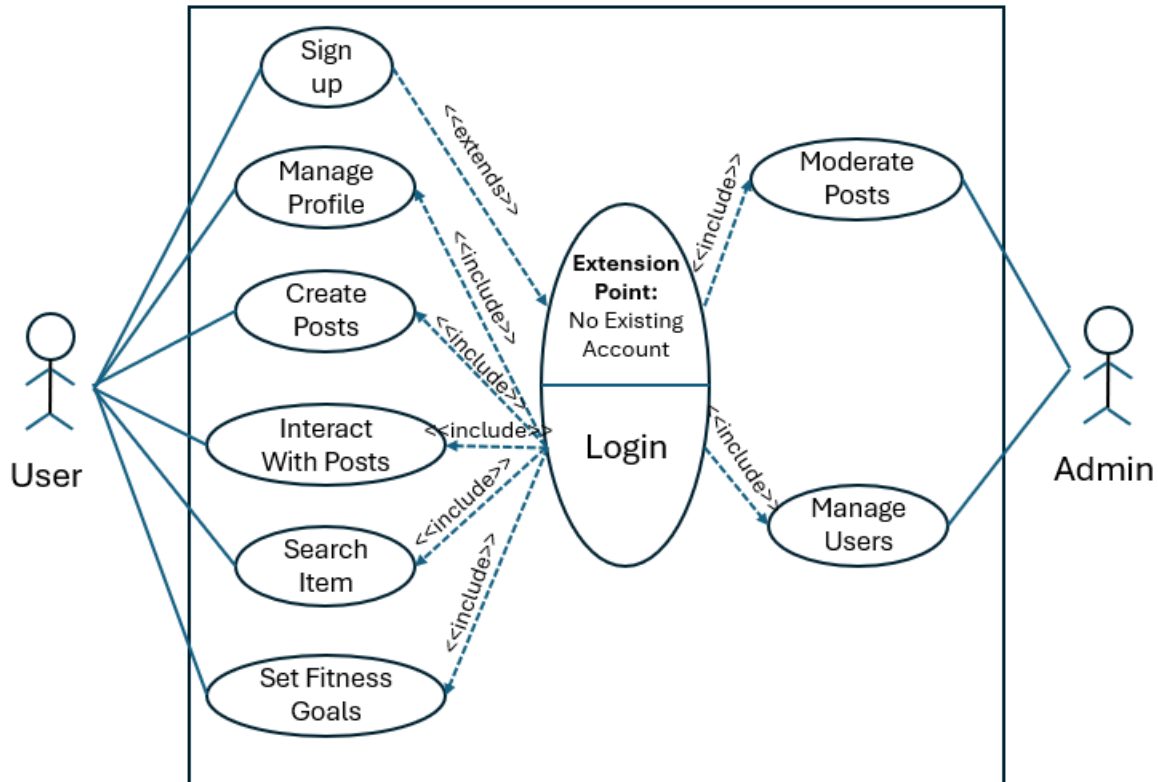 Sign
up
<<extends>>
Manage
Profile
<<include>>
Create
Posts
<<include>>
Interact
With Posts
<<include>>
Search
Item
<<include>>
Set Fitness
Goals
<<include>>
User
Extension
Point:
No Existing
Account
Login
<<include>>
Moderate
Posts
<<include>>
Manage
Users
Admin